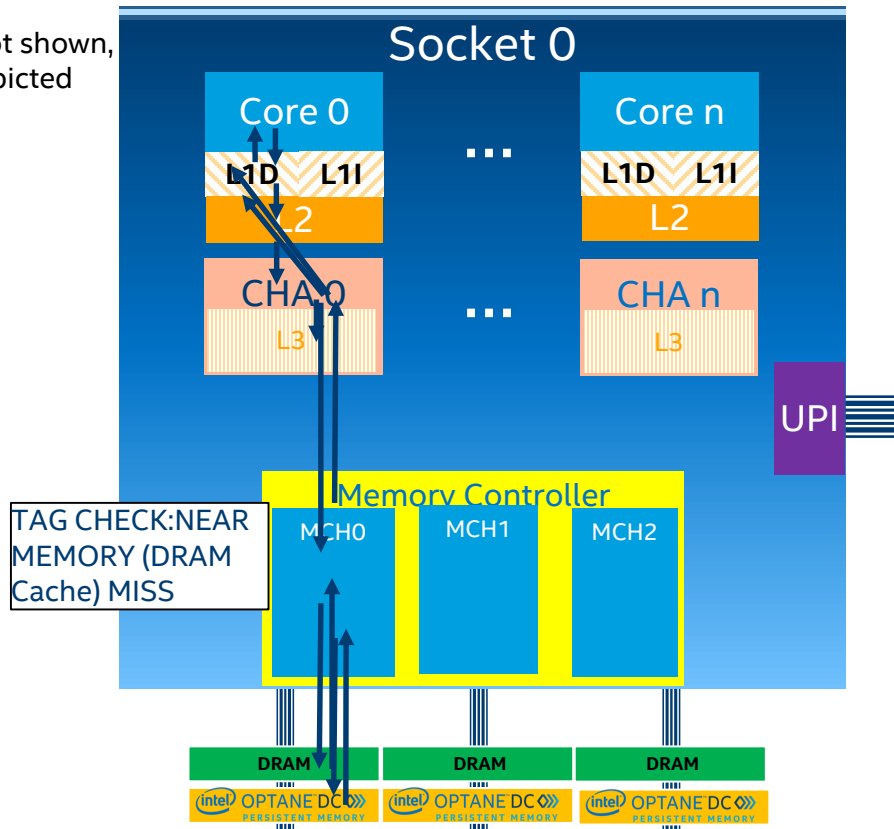 ot shown,
picted
Socket 0
Core 0
...
Core n
L1D L1I
L1D L1I
L2
L2
CHA 0
...
CHA n
L3
L3
UPI
Memory Controller
TAG CHECK:NEAR
MEMORY (DRAM
Cache) MISS
MCH0
MCH1
MCH2
DRAM
DRAM
DRAM
intel OPTANE DC
PERSISTENT MEMORY
intel OPTANE DC
PERSISTENT MEMORY
intel OPTANE DC
PERSISTENT MEMORY